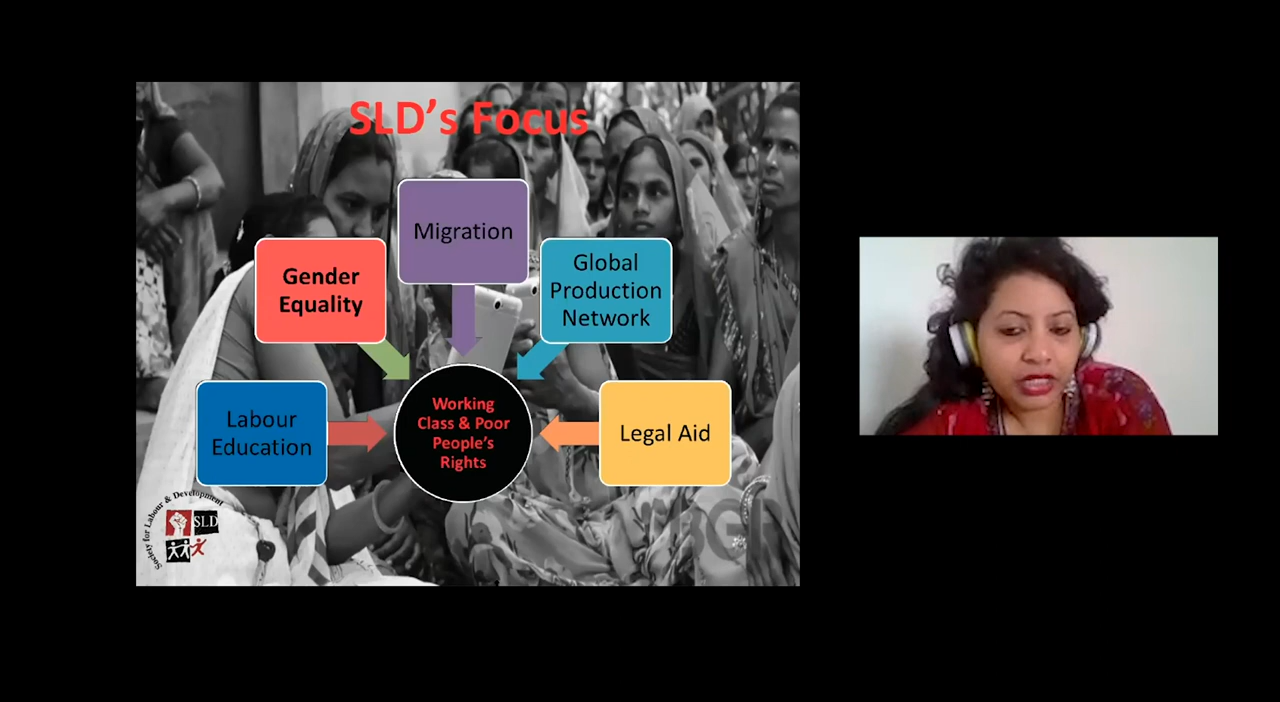 SLD's Focus
Migration
Gender
Equality
Global
Production
Network
Labour
Education
Working
Class & Poor
People's
Rights
Legal Aid
Society for Labour & Development
SLD